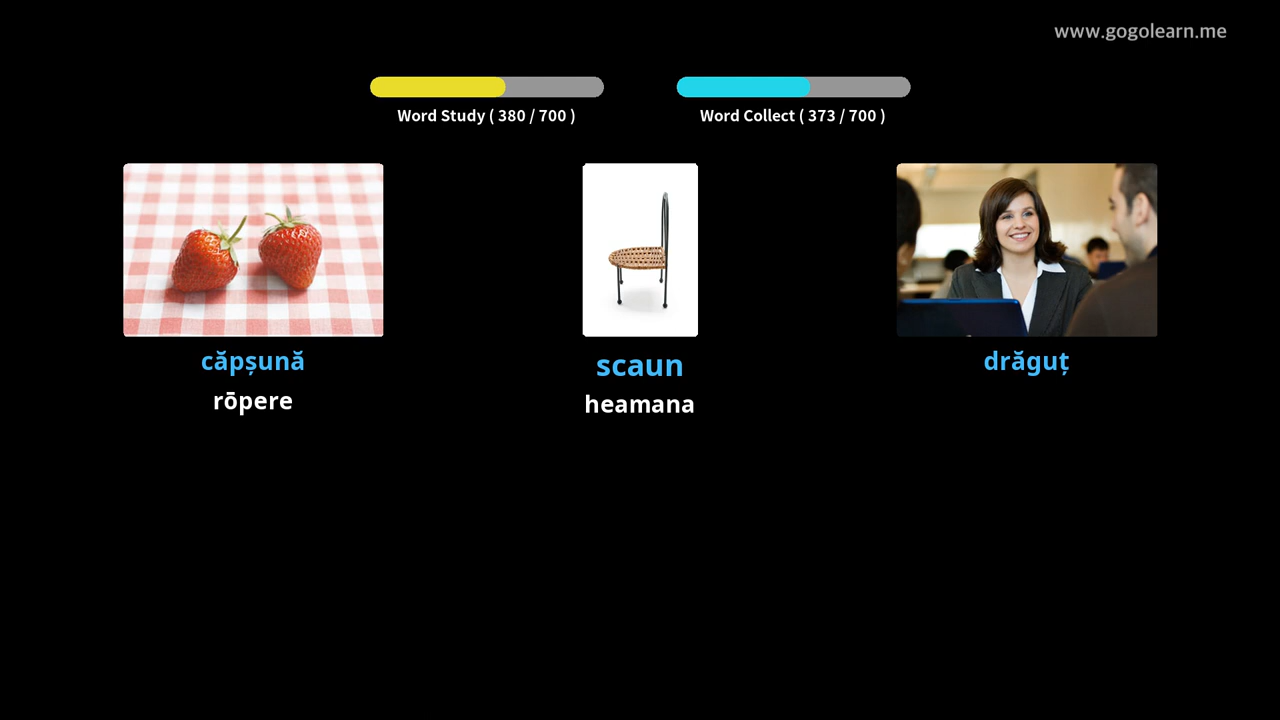 www.gogolearn.me
Word Study ( 380 / 700 )
Word Collect ( 373 / 700 )
căpșună
rōpere
scaun
heamana
drăguț